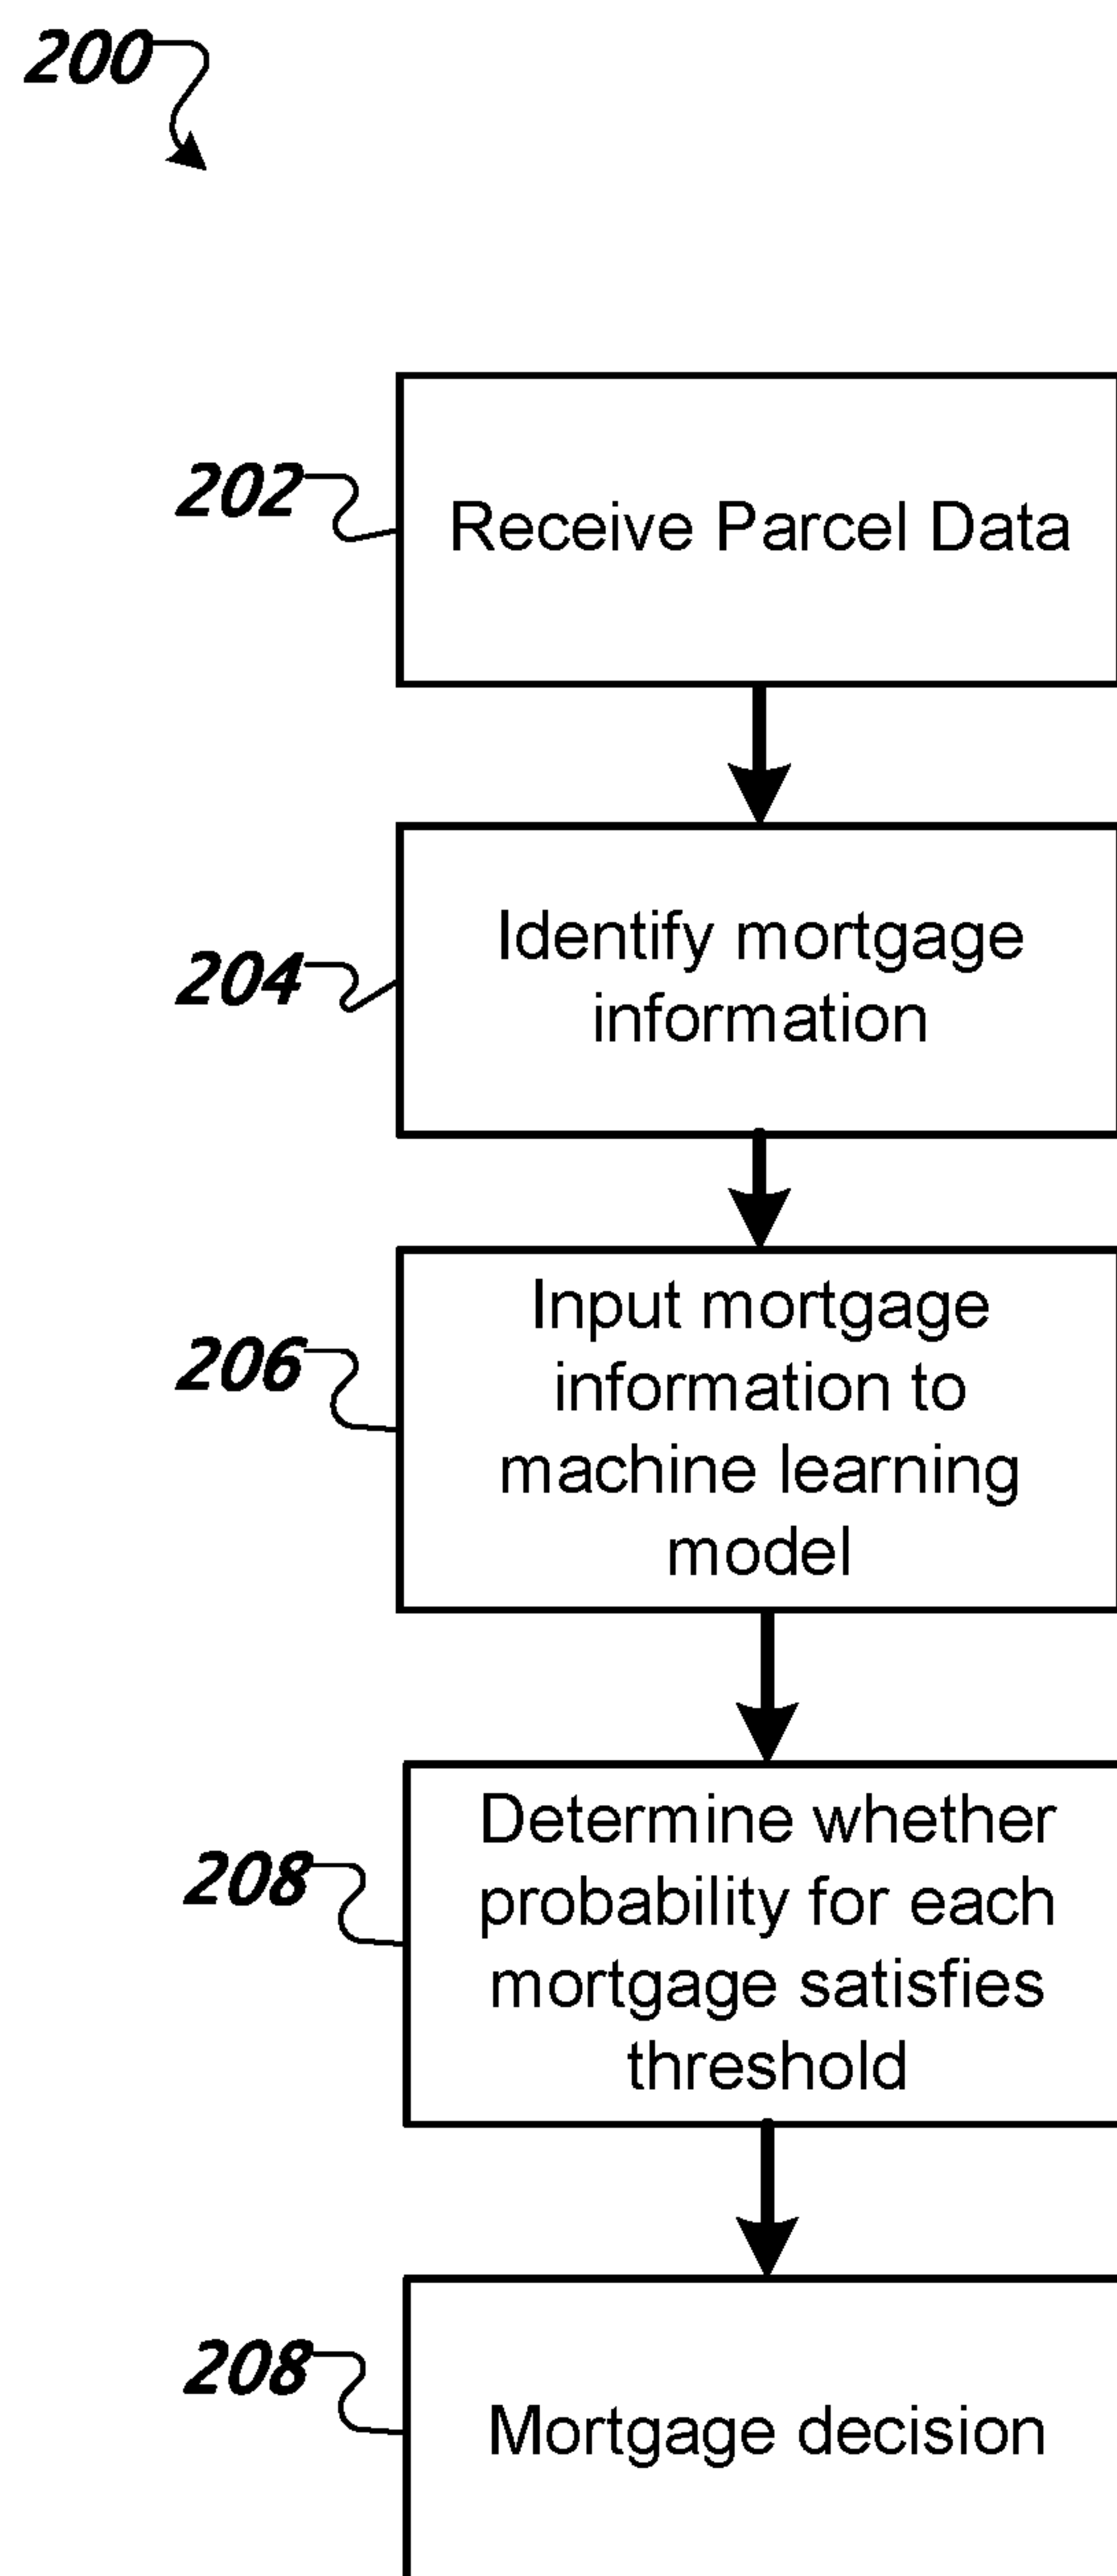 200
202
Receive Parcel Data
204
Identify mortgage
information
206
Input mortgage
information to
machine learning
model
208
Determine whether
probability for each
mortgage satisfies
threshold
208
Mortgage decision